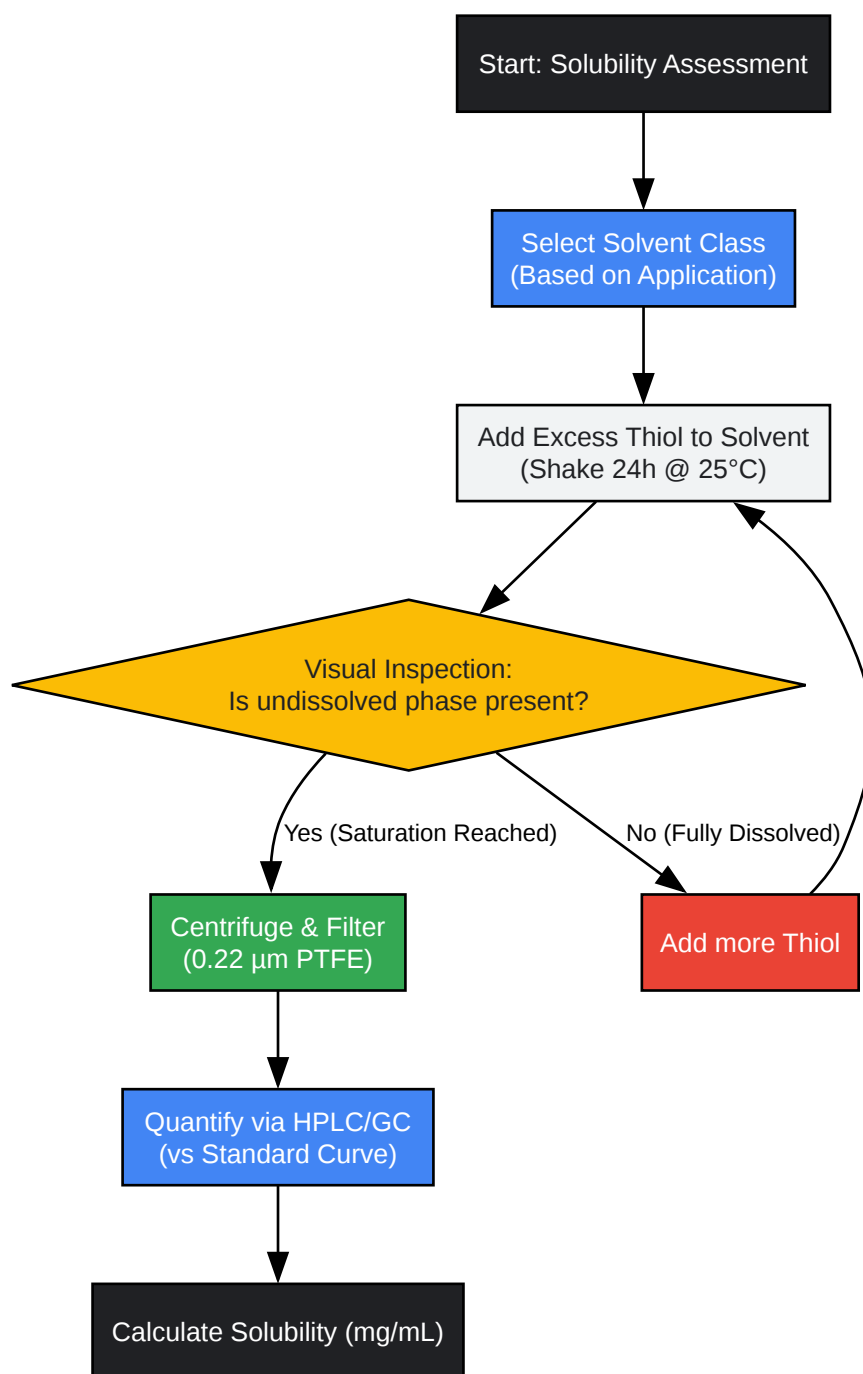 Start: Solubility Assessment
Select Solvent Class
(Based on Application)
Add Excess Thiol to Solvent
(Shake 24h @ 25°C)
Visual Inspection:
Is undissolved phase present?
Yes (Saturation Reached)
No (Fully Dissolved)
Centrifuge & Filter
(0.22 µm PTFE)
Add more Thiol
Quantify via HPLC/GC
(vs Standard Curve)
Calculate Solubility (mg/mL)